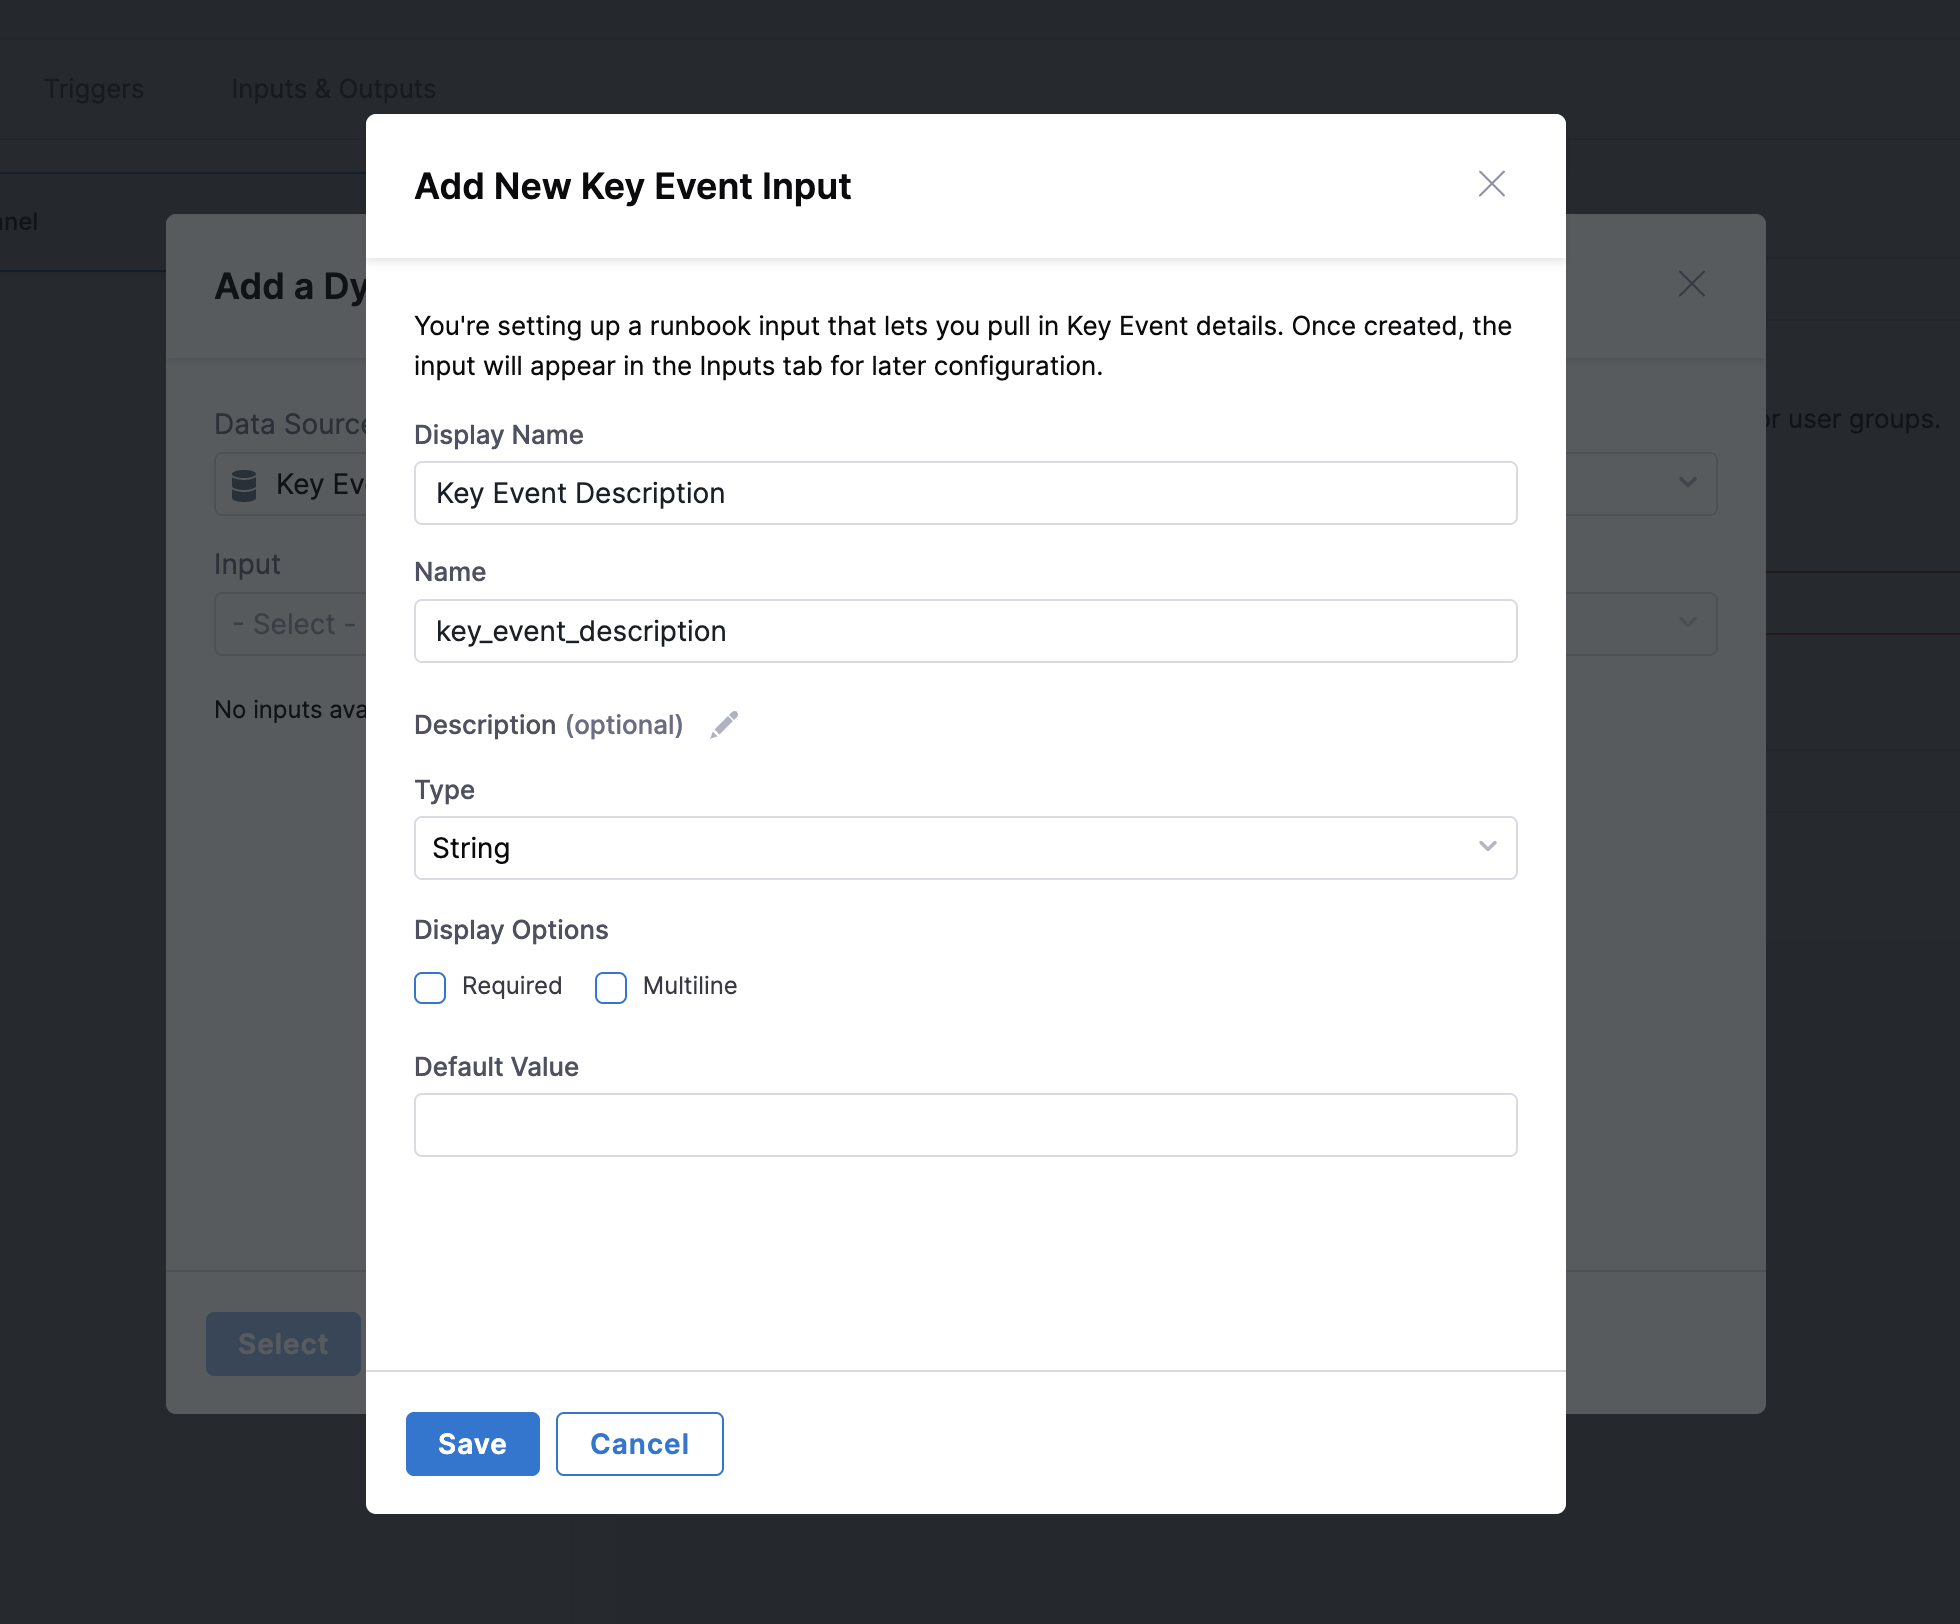 Triggers
Inputs & Outputs
Add New Key Event Input
Add a Dy
You're setting up a runbook input that lets you pull in Key Event details. Once created, the
input will appear in the Inputs tab for later configuration.
Display Name
Data Source
or user groups.
Key Event Description
Key Ev
Input
Name
- Select -
key_event_description
No inputs ava
Description (optional)
Type
String
Display Options
Required
Multiline
Default Value
Select
Save
Cancel